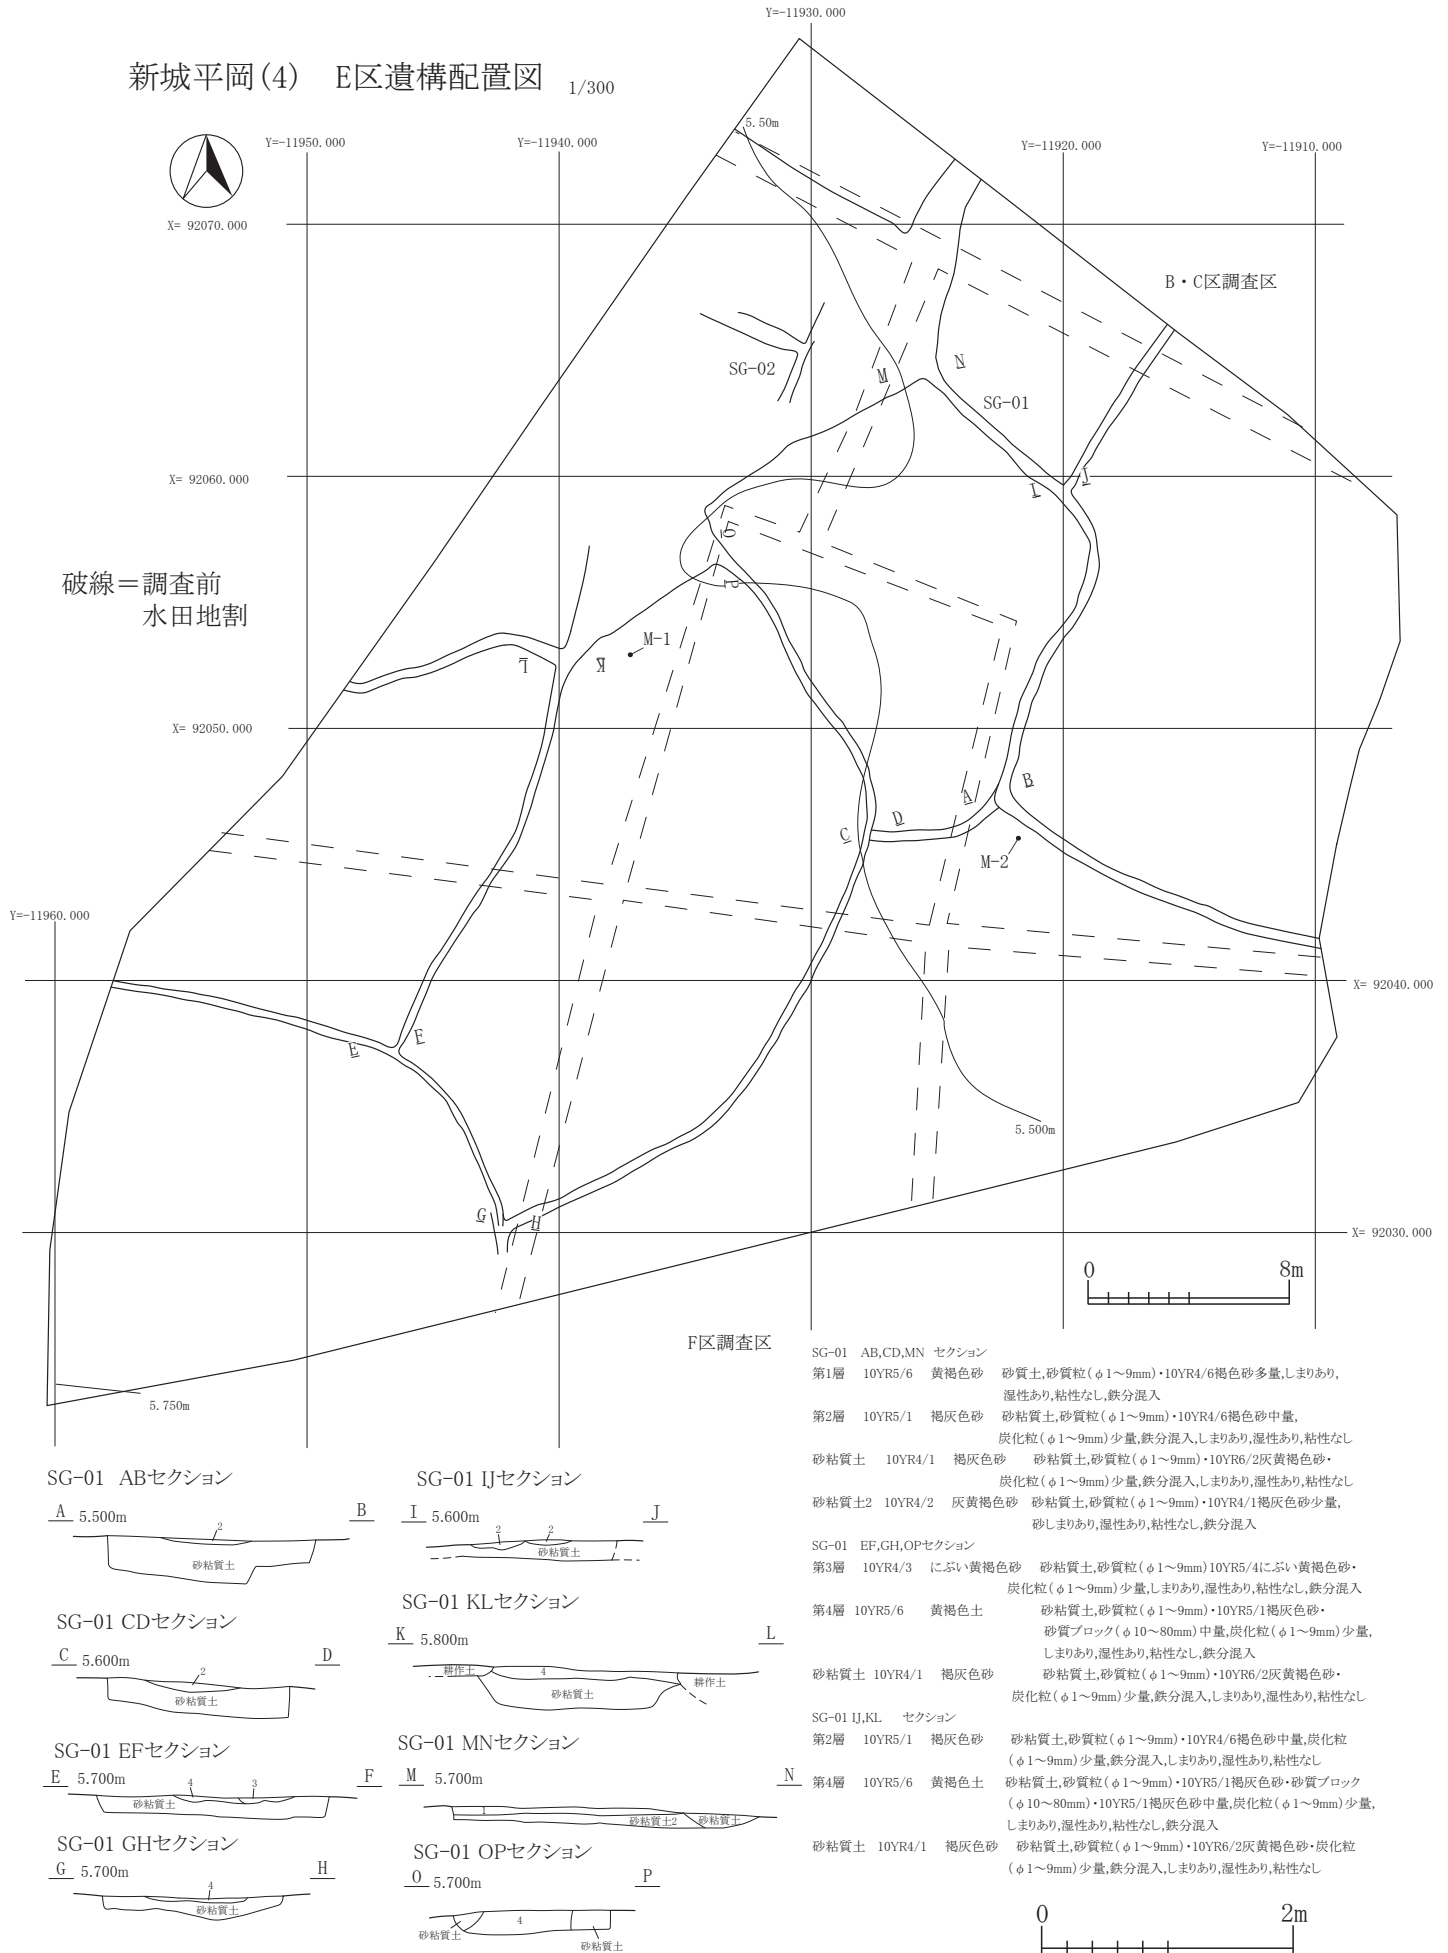 Y=-11930.000
新城平岡(4)　E区遺構配置図　1/300
5.50m
Y=-11950.000
Y=-11940.000
Y=-11920.000
Y=-11910.000
X= 92070.000
B・C区調査区
SG-02
M
N
SG-01
X= 92060.000
I
J
O
P
破線＝調査前
水田地割
M-1
L
K
X= 92050.000
A
B
C
D
M-2
Y=-11960.000
X= 92040.000
E
F
5.500m
G
H
X= 92030.000
0　8m
F区調査区
5.750m
SG-01　AB,CD,MN　セクション
第1層　10YR5/6　黄褐色砂　砂質土,砂質粒(φ1～9mm)・10YR4/6褐色砂多量,しまりあり,
湿性あり,粘性なし,鉄分混入
第2層　10YR5/1　褐灰色砂　砂粘質土,砂質粒(φ1～9mm)・10YR4/6褐色砂中量,
炭化粒(φ1～9mm)少量,鉄分混入,しまりあり,湿性あり,粘性なし
砂粘質土　10YR4/1　褐灰色砂　砂粘質土,砂質粒(φ1～9mm)・10YR6/2灰黄褐色砂・
炭化粒(φ1～9mm)少量,鉄分混入,しまりあり,湿性あり,粘性なし
砂粘質土2　10YR4/2　灰黄褐色砂　砂粘質土,砂質粒(φ1～9mm)・10YR4/1褐灰色砂少量,
砂しまりあり,湿性あり,粘性なし,鉄分混入
SG-01　EF,GH,OPセクション
第3層　10YR4/3　にぶい黄褐色砂　砂粘質土,砂質粒(φ1～9mm)10YR5/4にぶい黄褐色砂・
炭化粒(φ1～9mm)少量,しまりあり,湿性あり,粘性なし,鉄分混入
第4層　10YR5/6　黄褐色土　砂粘質土,砂質粒(φ1～9mm)・10YR5/1褐灰色砂・
砂質ブロック(φ10～80mm)中量,炭化粒(φ1～9mm)少量,
しまりあり,湿性あり,粘性なし,鉄分混入
砂粘質土　10YR4/1　褐灰色砂　砂粘質土,砂質粒(φ1～9mm)・10YR6/2灰黄褐色砂・
炭化粒(φ1～9mm)少量,鉄分混入,しまりあり,湿性あり,粘性なし
SG-01 IJ,KL　セクション
第2層　10YR5/1　褐灰色砂　砂粘質土,砂質粒(φ1～9mm)・10YR4/6褐色砂中量,炭化粒
(φ1～9mm)少量,鉄分混入,しまりあり,湿性あり,粘性なし
第4層　10YR5/6　黄褐色土　砂粘質土,砂質粒(φ1～9mm)・10YR5/1褐灰色砂・砂質ブロック
(φ10～80mm)・10YR5/1褐灰色砂中量,炭化粒(φ1～9mm)少量,
しまりあり,湿性あり,粘性なし,鉄分混入
砂粘質土　10YR4/1　褐灰色砂　砂粘質土,砂質粒(φ1～9mm)・10YR6/2灰黄褐色砂・炭化粒
(φ1～9mm)少量,鉄分混入,しまりあり,湿性あり,粘性なし
SG-01　ABセクション
A　5.500m　B
2
砂粘質土
SG-01 CDセクション
C　5.600m　D
2
砂粘質土
SG-01 EFセクション
E　5.700m　F
4　3
砂粘質土
SG-01 GHセクション
G　5.700m　H
4
砂粘質土
SG-01 IJセクション
I　5.600m　J
2　2
砂粘質土
SG-01 KLセクション
K　5.800m　L
耕作土　4　耕作土
砂粘質土
SG-01 MNセクション
M　5.700m　N
1
砂粘質土2　砂粘質土
SG-01 OPセクション
O　5.700m　P
4
砂粘質土　砂粘質土
0　2m